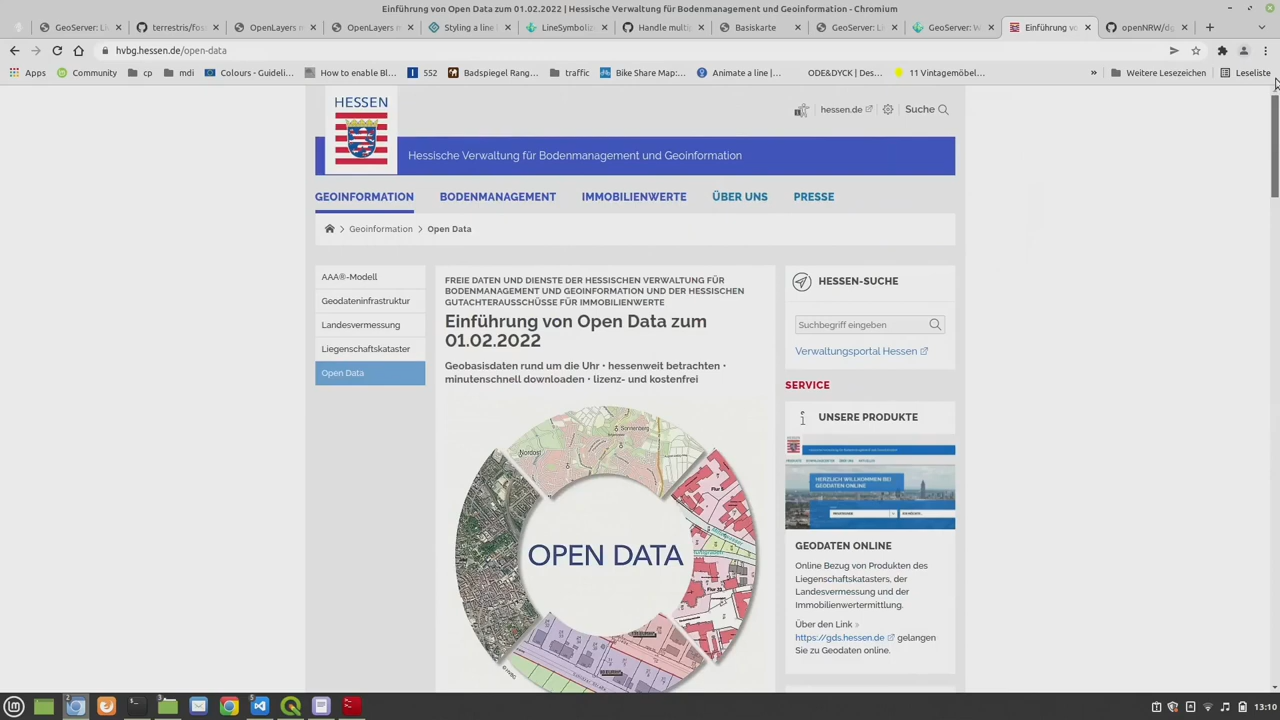 Einführung von Open Data zum 01.02.2022 | Hessische Verwaltung für Bodenmanagement und Geoinformation - Chromium
GeoServer: Li
terrestris/fos
OpenLayers m
OpenLayers m
Styling a line i
LineSymboliz
Handle multip
Basiskarte
GeoServer: Li
GeoServer: W
Einführung vo
openNRW/dg
hvbg.hessen.de/open-data
Apps
Community
cp
mdi
Colours - Guideli...
How to enable Bl...
552
Badspiegel Rang...
traffic
Bike Share Map:...
Animate a line |...
ODE&DYCK | Des...
11 Vintagemöbel...
»
Weitere Lesezeichen
Leseliste
HESSEN
hessen.de
Suche
Hessische Verwaltung für Bodenmanagement und Geoinformation
GEOINFORMATION
BODENMANAGEMENT
IMMOBILIENWERTE
ÜBER UNS
PRESSE
Geoinformation
Open Data
AAA®-Modell
Geodateninfrastruktur
Landesvermessung
Liegenschaftskataster
Open Data
FREIE DATEN UND DIENSTE DER HESSISCHEN VERWALTUNG FÜR
BODENMANAGEMENT UND GEOINFORMATION UND DER HESSISCHEN
GUTACHTERAUSSCHÜSSE FÜR IMMOBILIENWERTE
Einführung von Open Data zum
01.02.2022
Geobasisdaten rund um die Uhr • hessenweit betrachten •
minutenschnell downloaden • lizenz- und kostenfrei
Sonnenberg
Nordost
Flur 5
OPEN DATA
HESSEN-SUCHE
Suchbegriff eingeben
Verwaltungsportal Hessen
SERVICE
UNSERE PRODUKTE
HERZLICH WILLKOMMEN BEI
GEODATEN ONLINE
GEODATEN ONLINE
Online Bezug von Produkten des
Liegenschaftskatasters, der
Landesvermessung und der
Immobilienwertermittlung.
Über den Link »
https://gds.hessen.de gelangen
Sie zu Geodaten online.
13:10